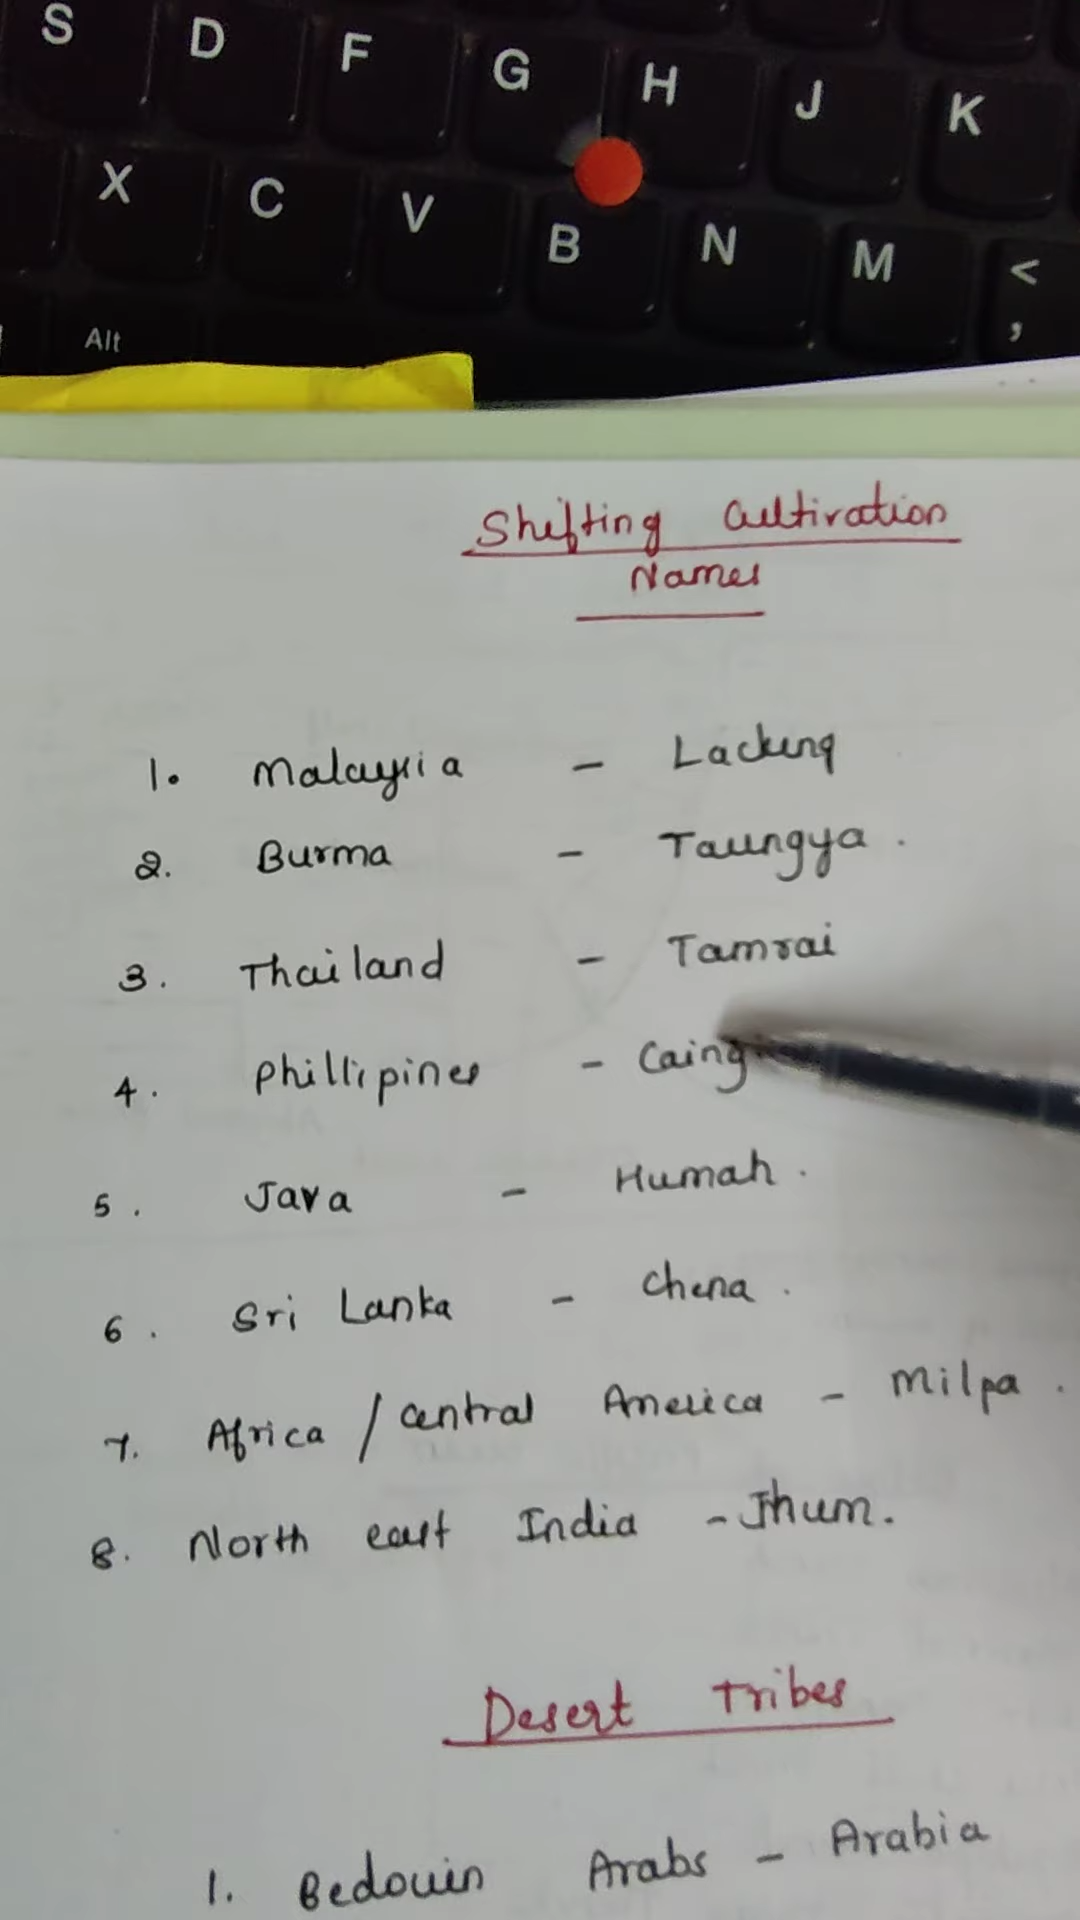 S D F G H J K
X C V B N M <
,
Alt
Shifting Cultivation
Names
1. Malaysia - Lacking
2. Burma - Taungya.
3. Thailand - Tamrai
4. Phillipines - Caing
5. Java - Humah.
6. Sri Lanka - Chena.
7. Africa / Central America - Milpa.
8. North east India - Jhum.
Desert Tribes
1. Bedouin Arabs - Arabia